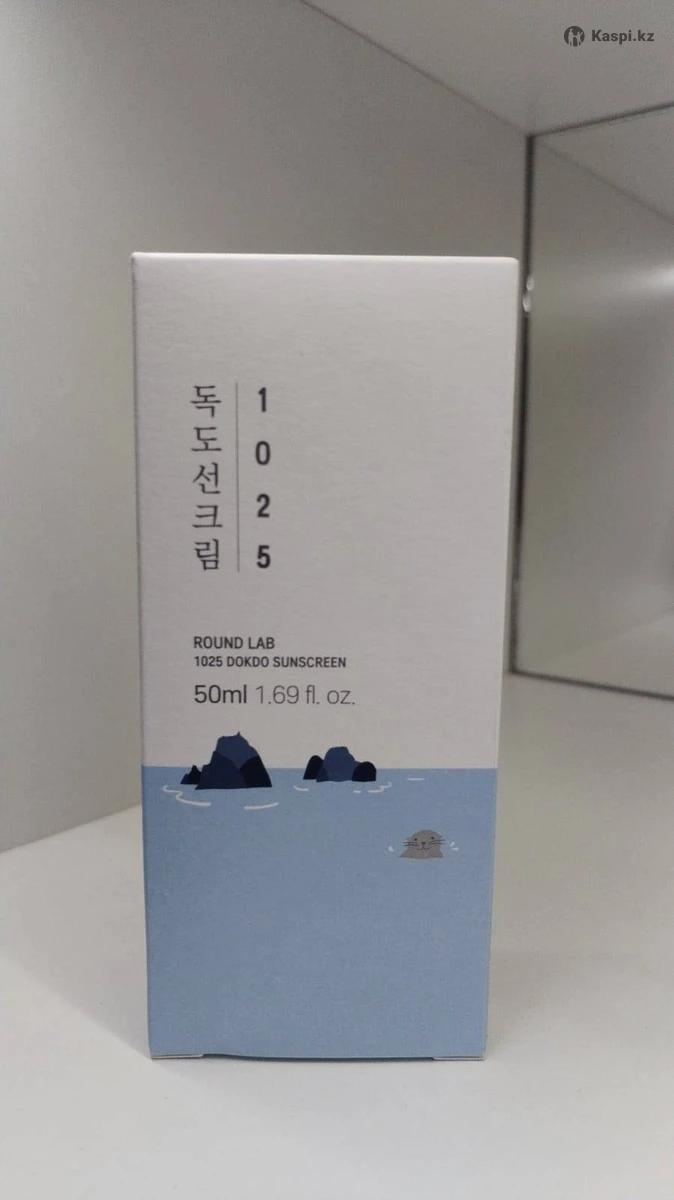 Kaspi.kz
독도선크림
1025
ROUND LAB
1025 DOKDO SUNSCREEN
50ml 1.69 fl. oz.